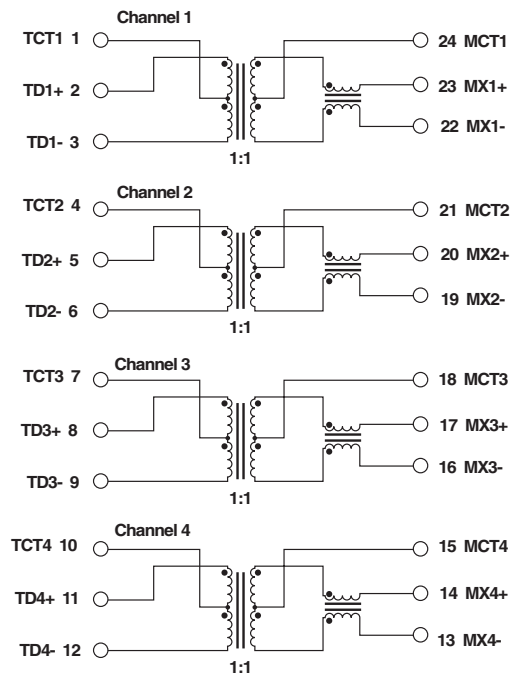 Channel 1
TCT1 1
24 MCT1
TD1+ 2
23 MX1+
22 MX1-
TD1- 3
1:1
Channel 2
TCT2 4
21 MCT2
TD2+ 5
20 MX2+
19 MX2-
TD2- 6
1:1
Channel 3
TCT3 7
18 MCT3
TD3+ 8
17 MX3+
16 MX3-
TD3- 9
1:1
Channel 4
TCT4 10
15 MCT4
TD4+ 11
14 MX4+
13 MX4-
TD4- 12
1:1